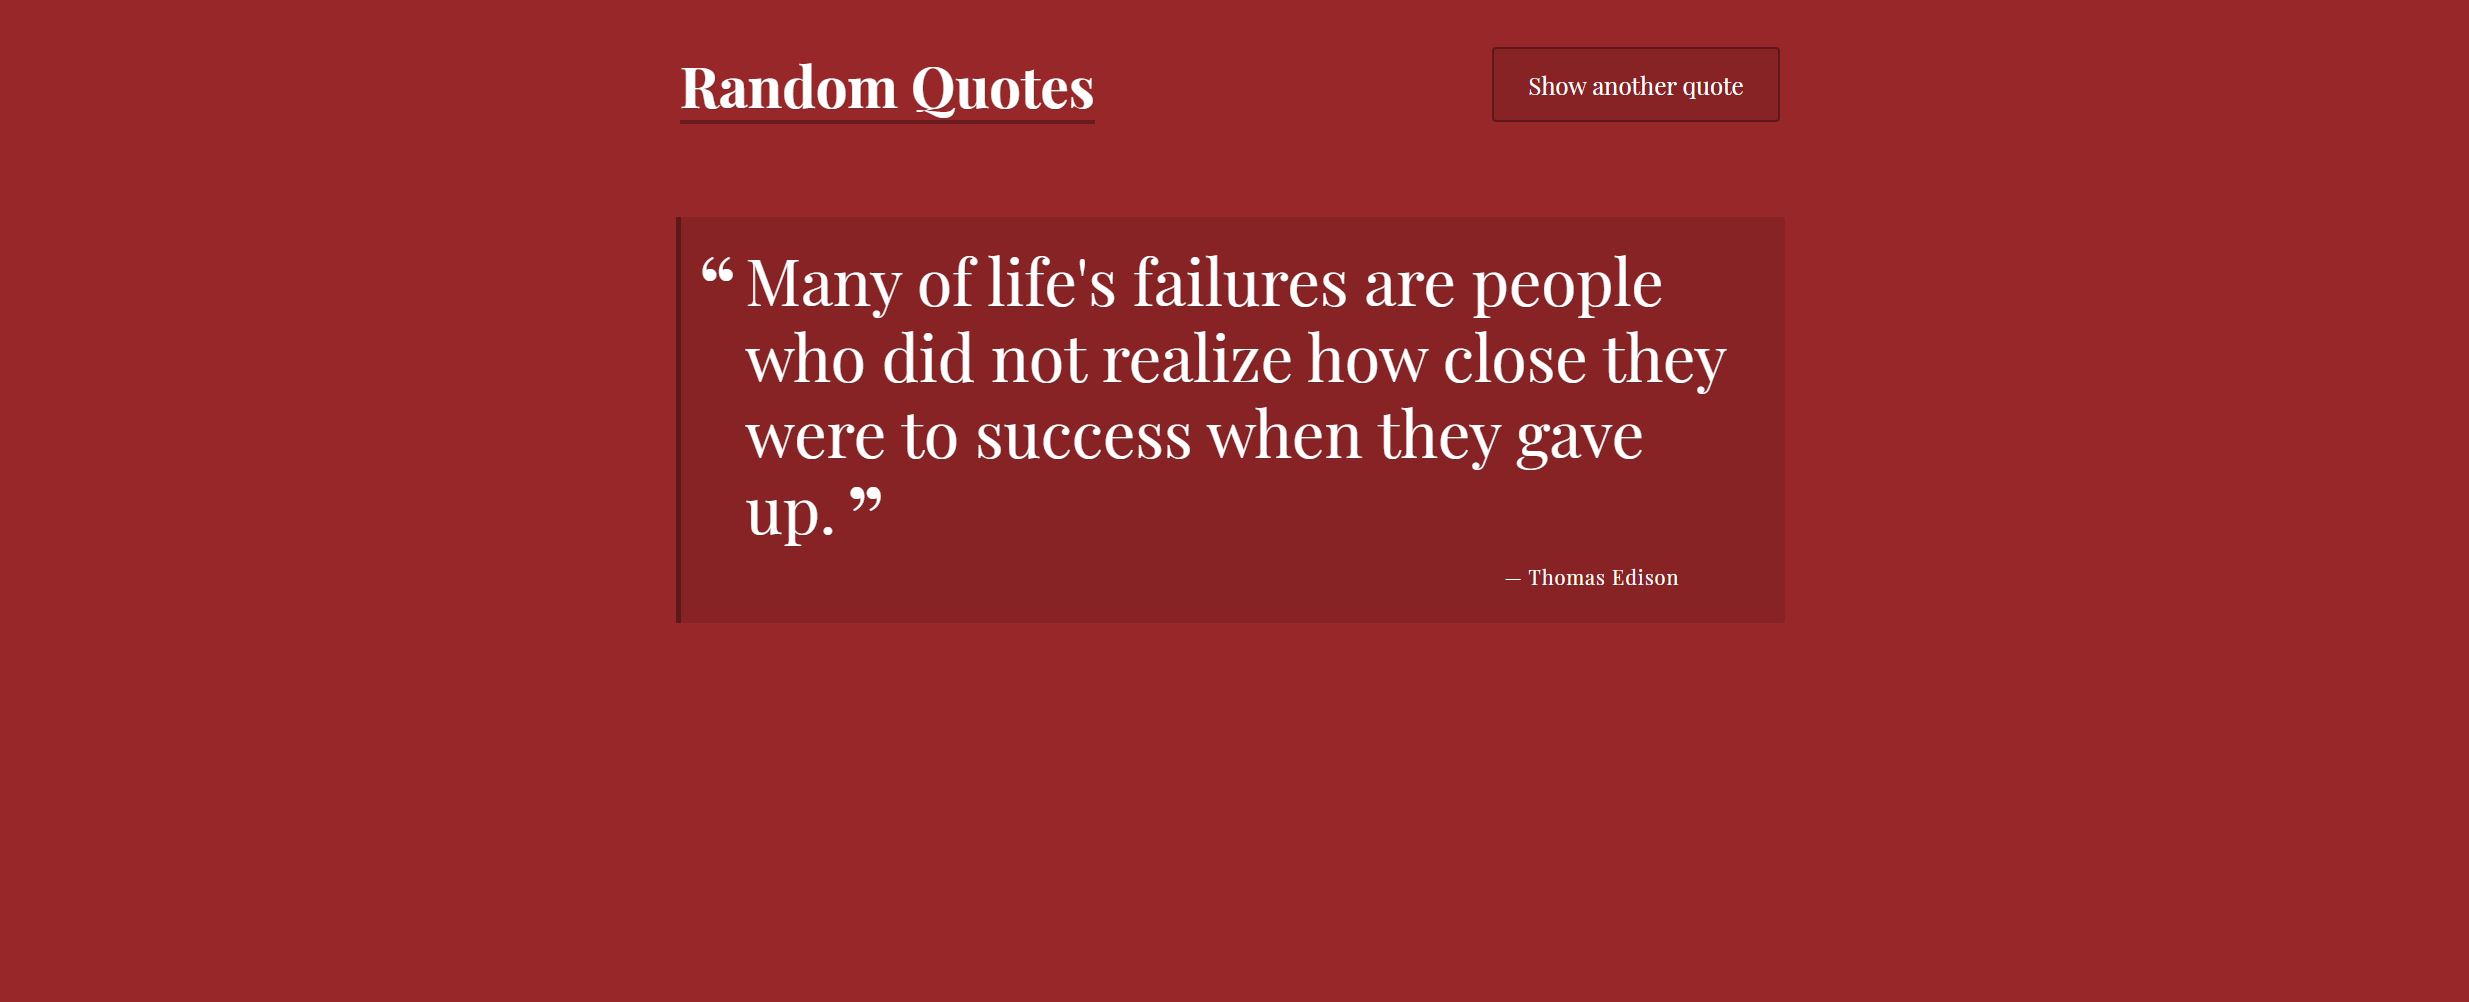 Random Quotes
Show another quote
“ Many of life's failures are people
who did not realize how close they
were to success when they gave
up. ”
— Thomas Edison